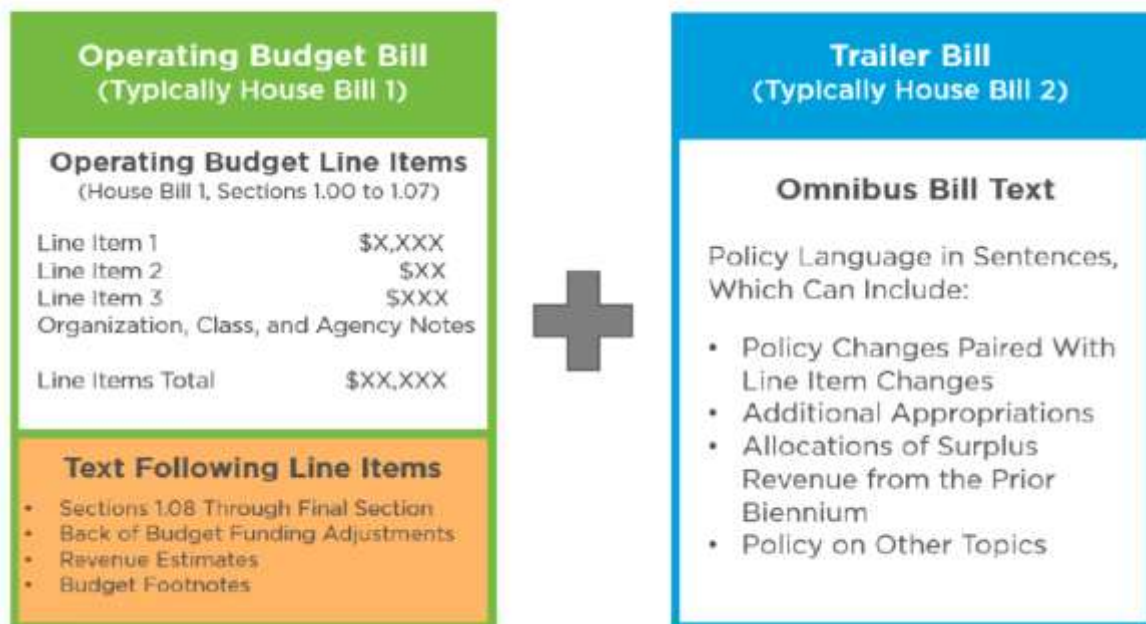 Operating Budget Bill
(Typically House Bill 1)
Operating Budget Line Items
(House Bill 1, Sections 1.00 to 1.07)
Line Item 1 $X,XXX
Line Item 2 $XX
Line Item 3 $XXX
Organization, Class, and Agency Notes
Line Items Total $XX,XXX
Text Following Line Items
• Sections 1.08 Through Final Section
• Back of Budget Funding Adjustments
• Revenue Estimates
• Budget Footnotes
Trailer Bill
(Typically House Bill 2)
Omnibus Bill Text
Policy Language in Sentences,
Which Can Include:
• Policy Changes Paired With
Line Item Changes
• Additional Appropriations
• Allocations of Surplus
Revenue from the Prior
Biennium
• Policy on Other Topics